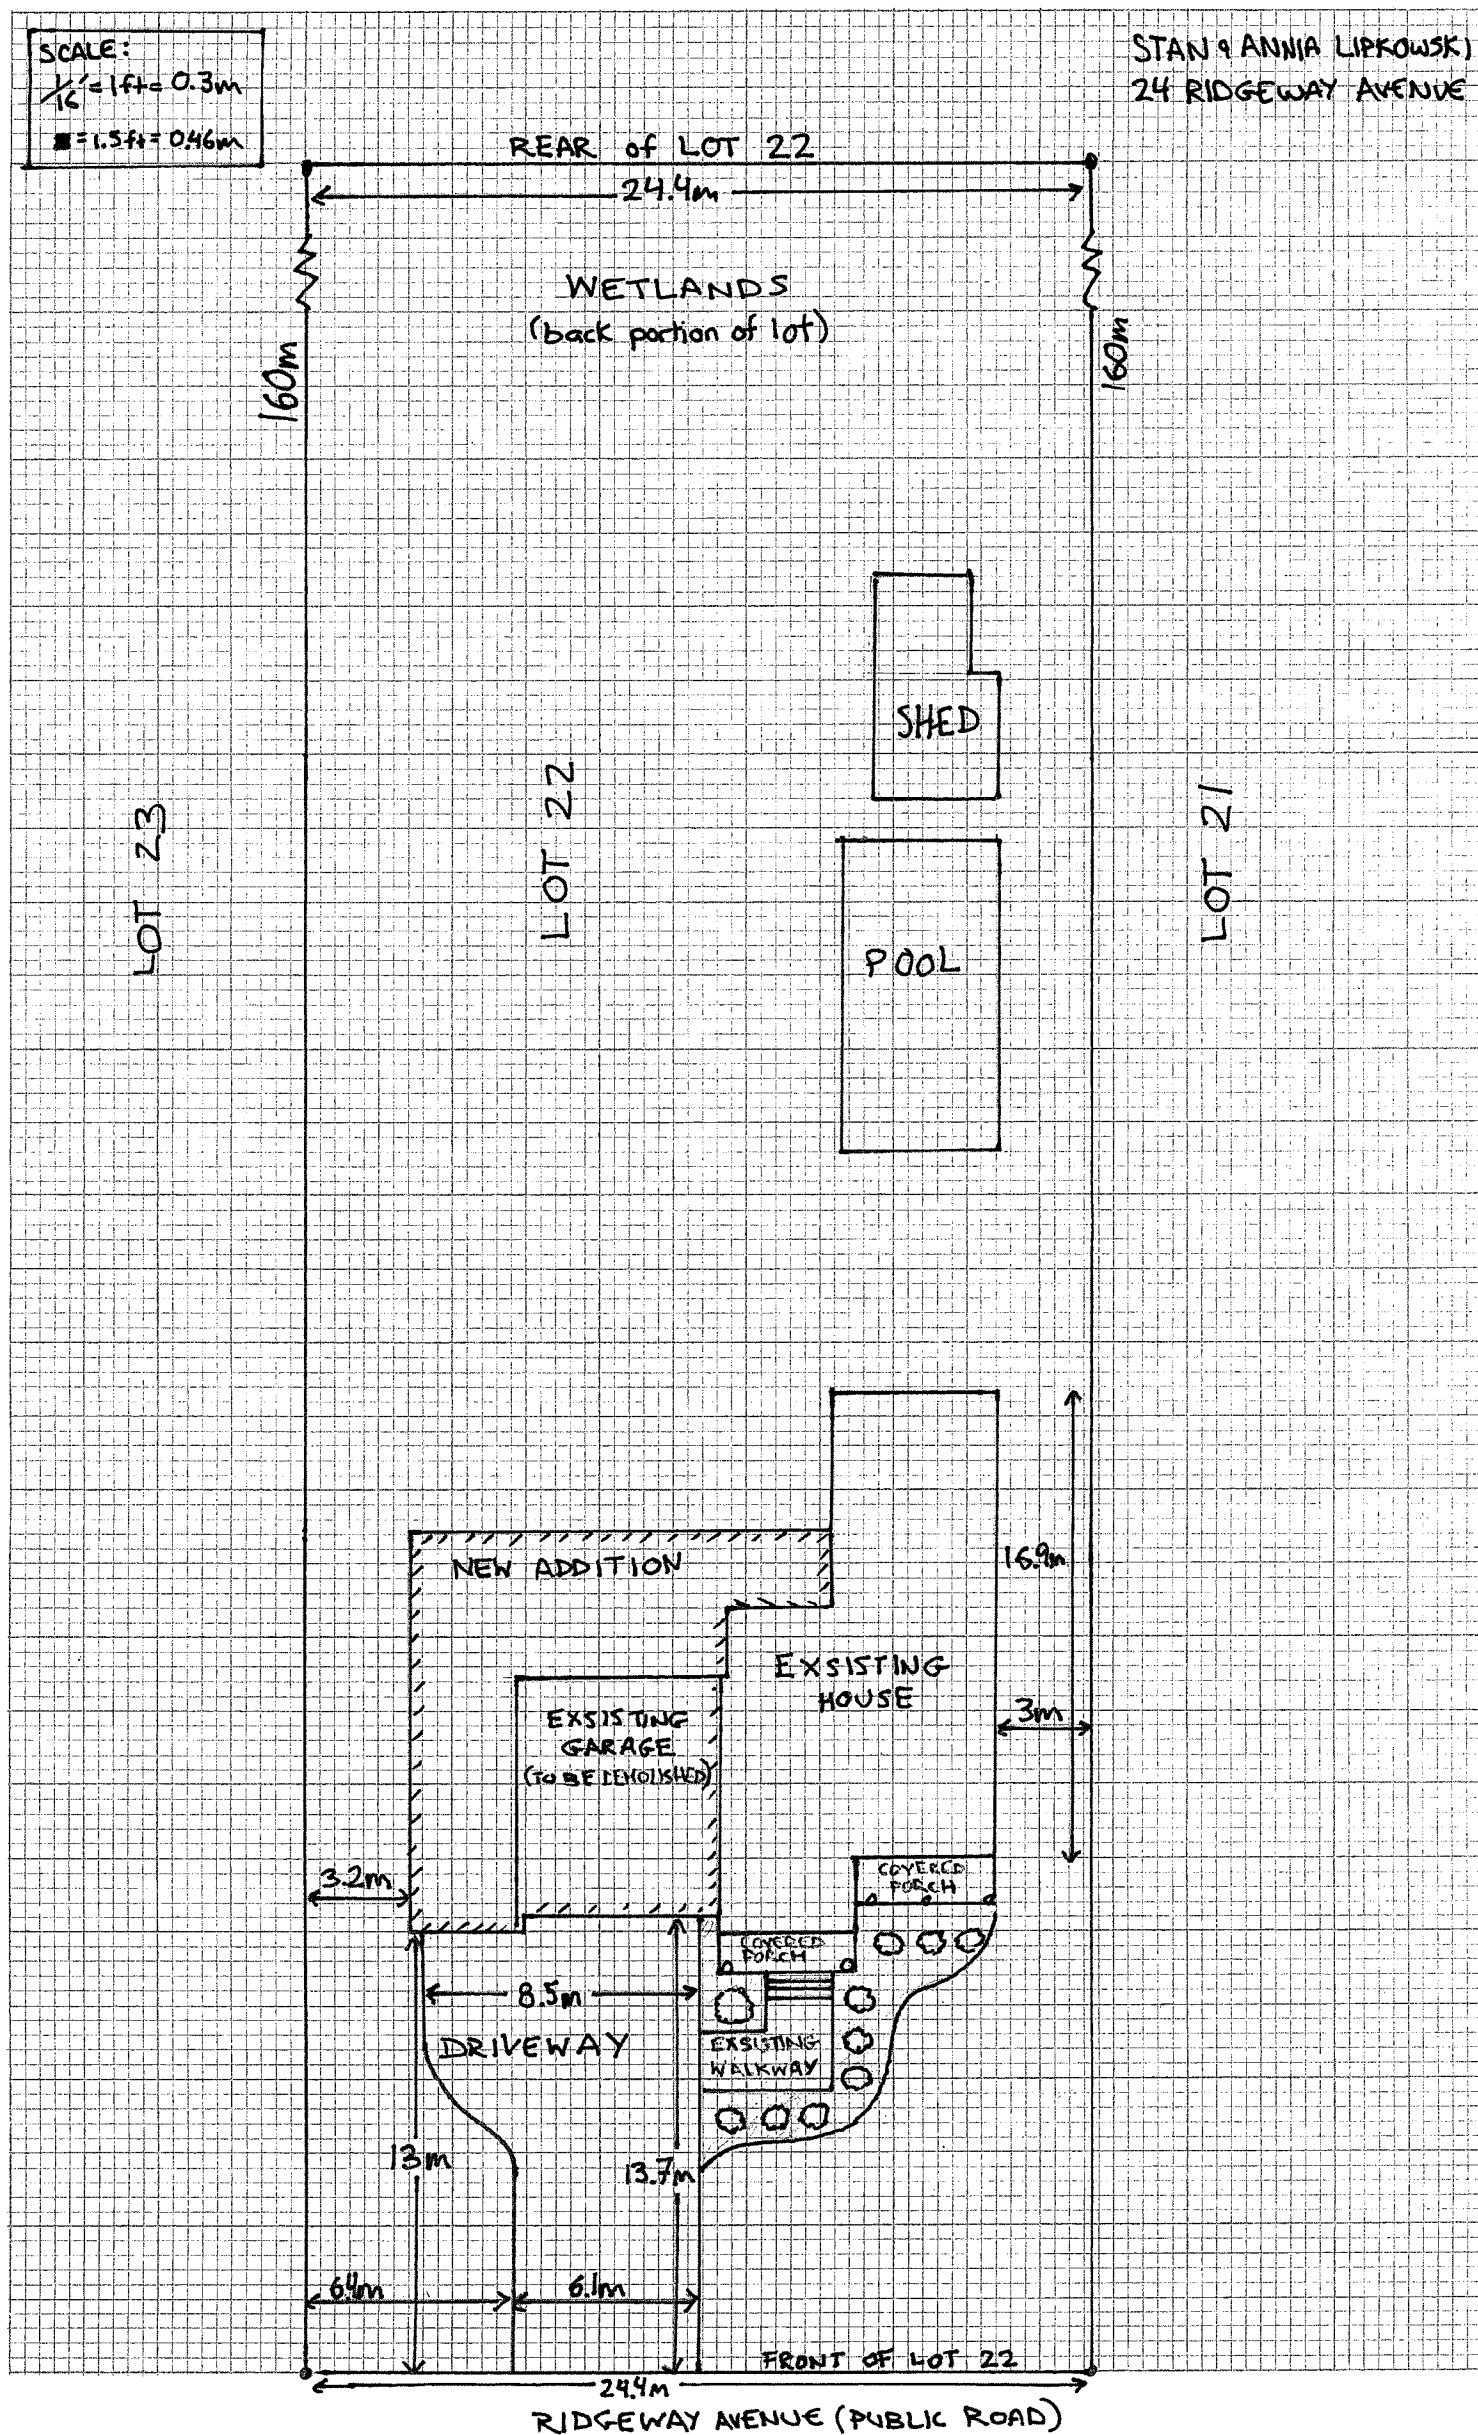 SCALE:
1/16" = 1ft = 0.3m
■ = 1.5ft = 0.46m
STAN & ANNIA LIPKOWSKI
24 RIDGEWAY AVENUE
REAR of LOT 22
24.4m
WETLANDS
(back portion of lot)
160m
160m
SHED
LOT 23
LOT 22
LOT 21
POOL
NEW ADDITION
16.9m
EXSISTING
HOUSE
EXSISTING
GARAGE
(TO BE DEMOLISHED)
3m
3.2m
COVERED
PORCH
COVERED
PORCH
8.5m
DRIVEWAY
EXSISTING
WALKWAY
13m
13.7m
6.4m
6.1m
FRONT OF LOT 22
24.4m
RIDGEWAY AVENUE (PUBLIC ROAD)